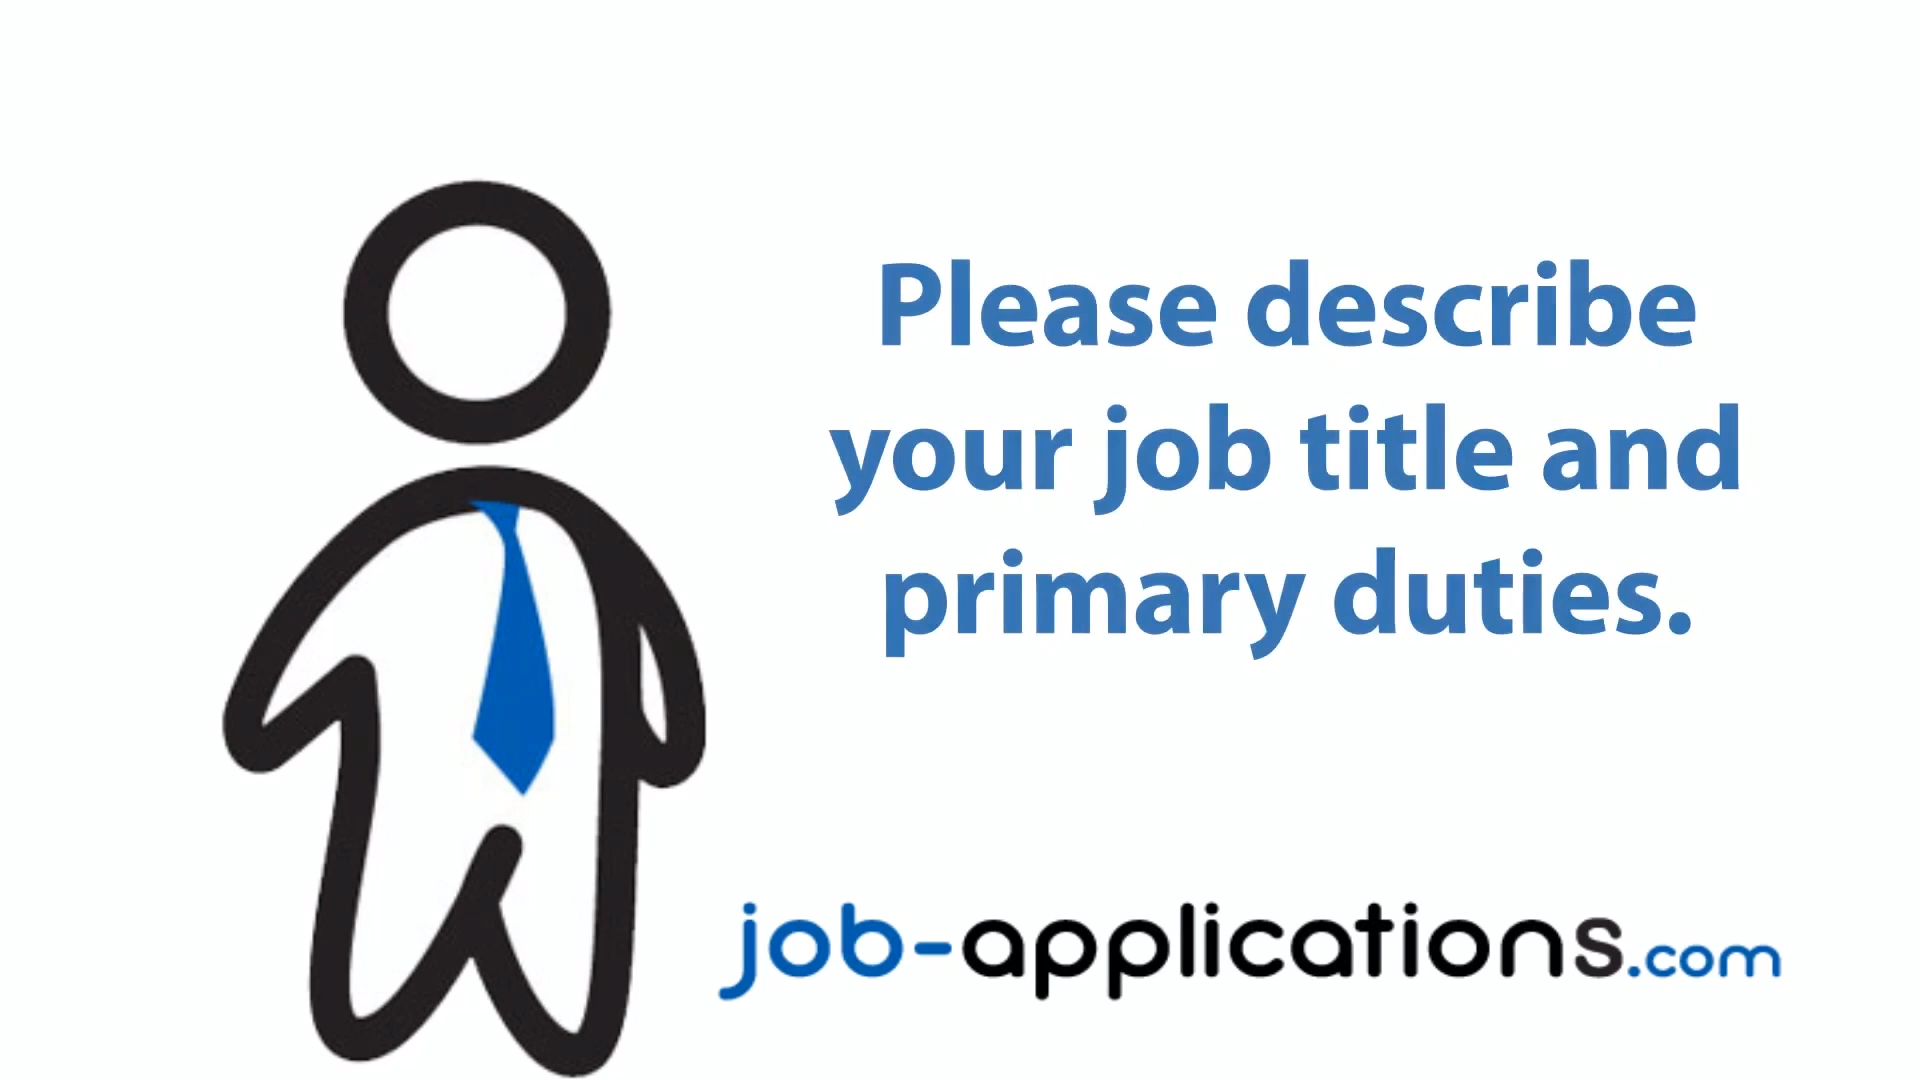 Please describe
your job title and
primary duties.
job-applications.com